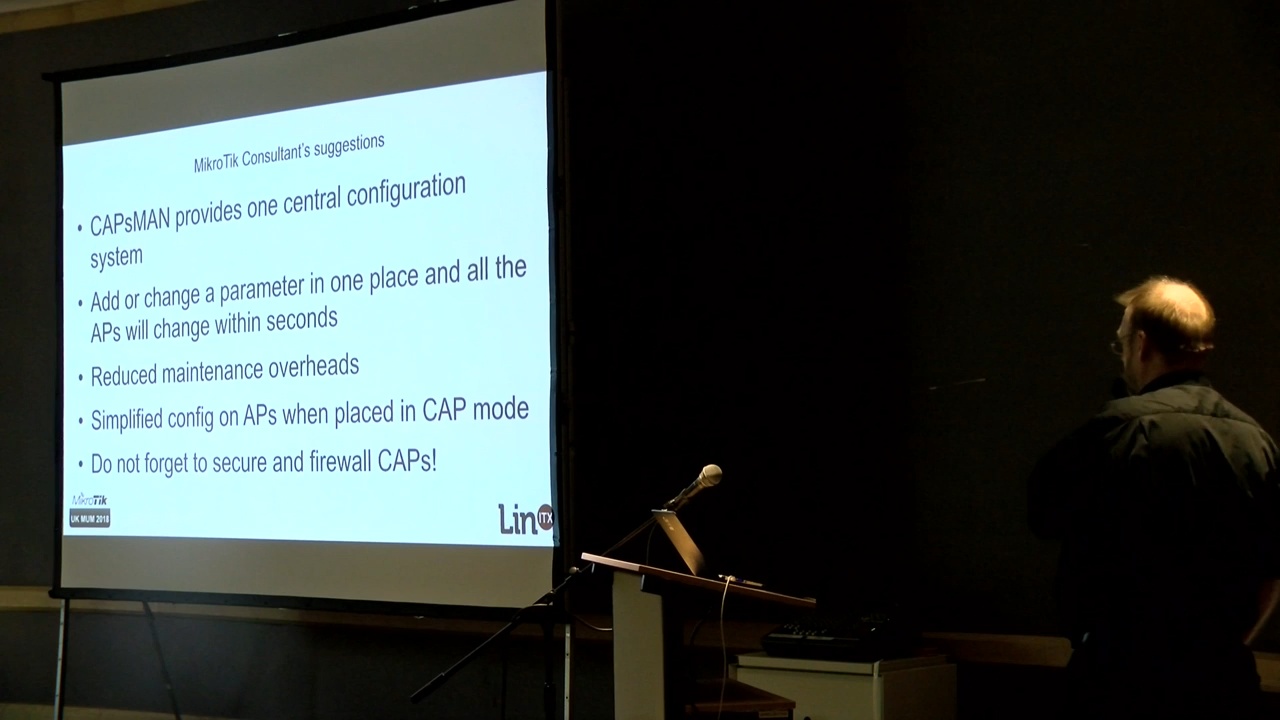 MikroTik Consultant's suggestions
• CAPsMAN provides one central configuration
system
• Add or change a parameter in one place and all the
APs will change within seconds
• Reduced maintenance overheads
• Simplified config on APs when placed in CAP mode
• Do not forget to secure and firewall CAPs!
MikroTik
UK MUM 2018
Lin ITX